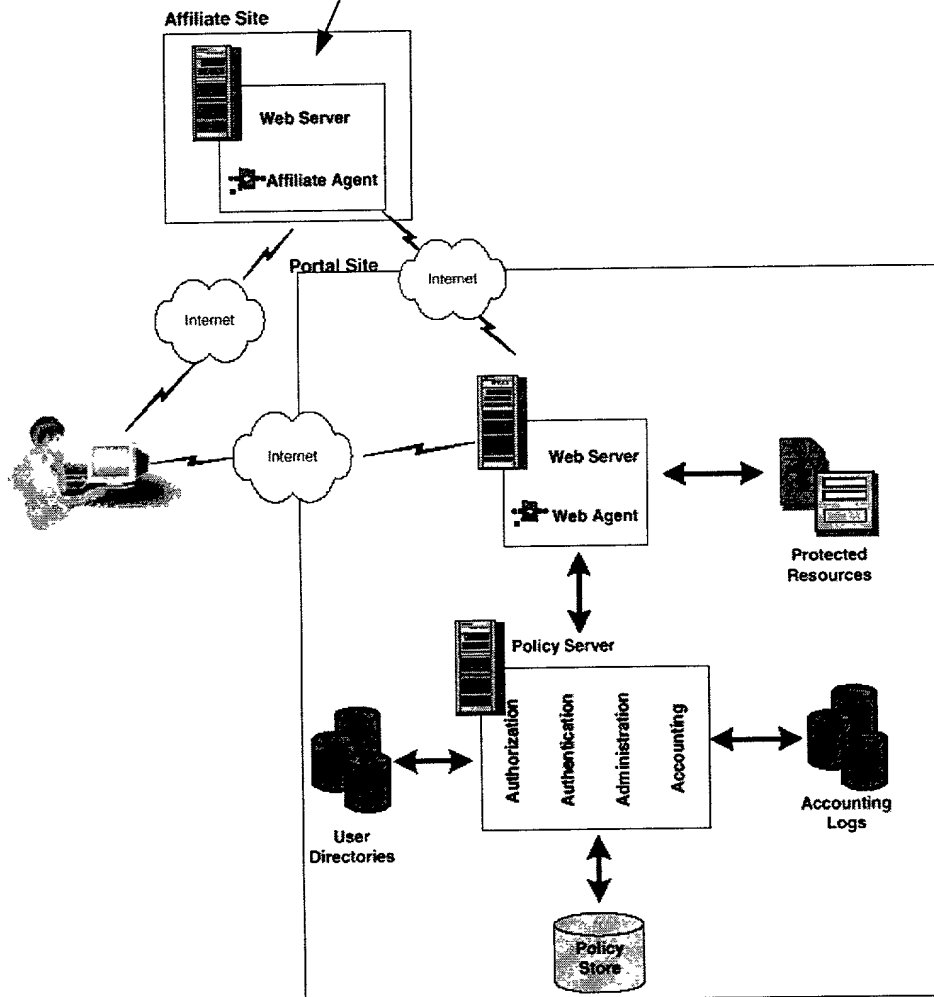 Affiliate Site
Web Server
Affiliate Agent
Portal Site
Internet
Internet
Internet
Web Server
Web Agent
Protected
Resources
Policy Server
Authorization
Authentication
Administration
Accounting
User
Directories
Accounting
Logs
Policy
Store